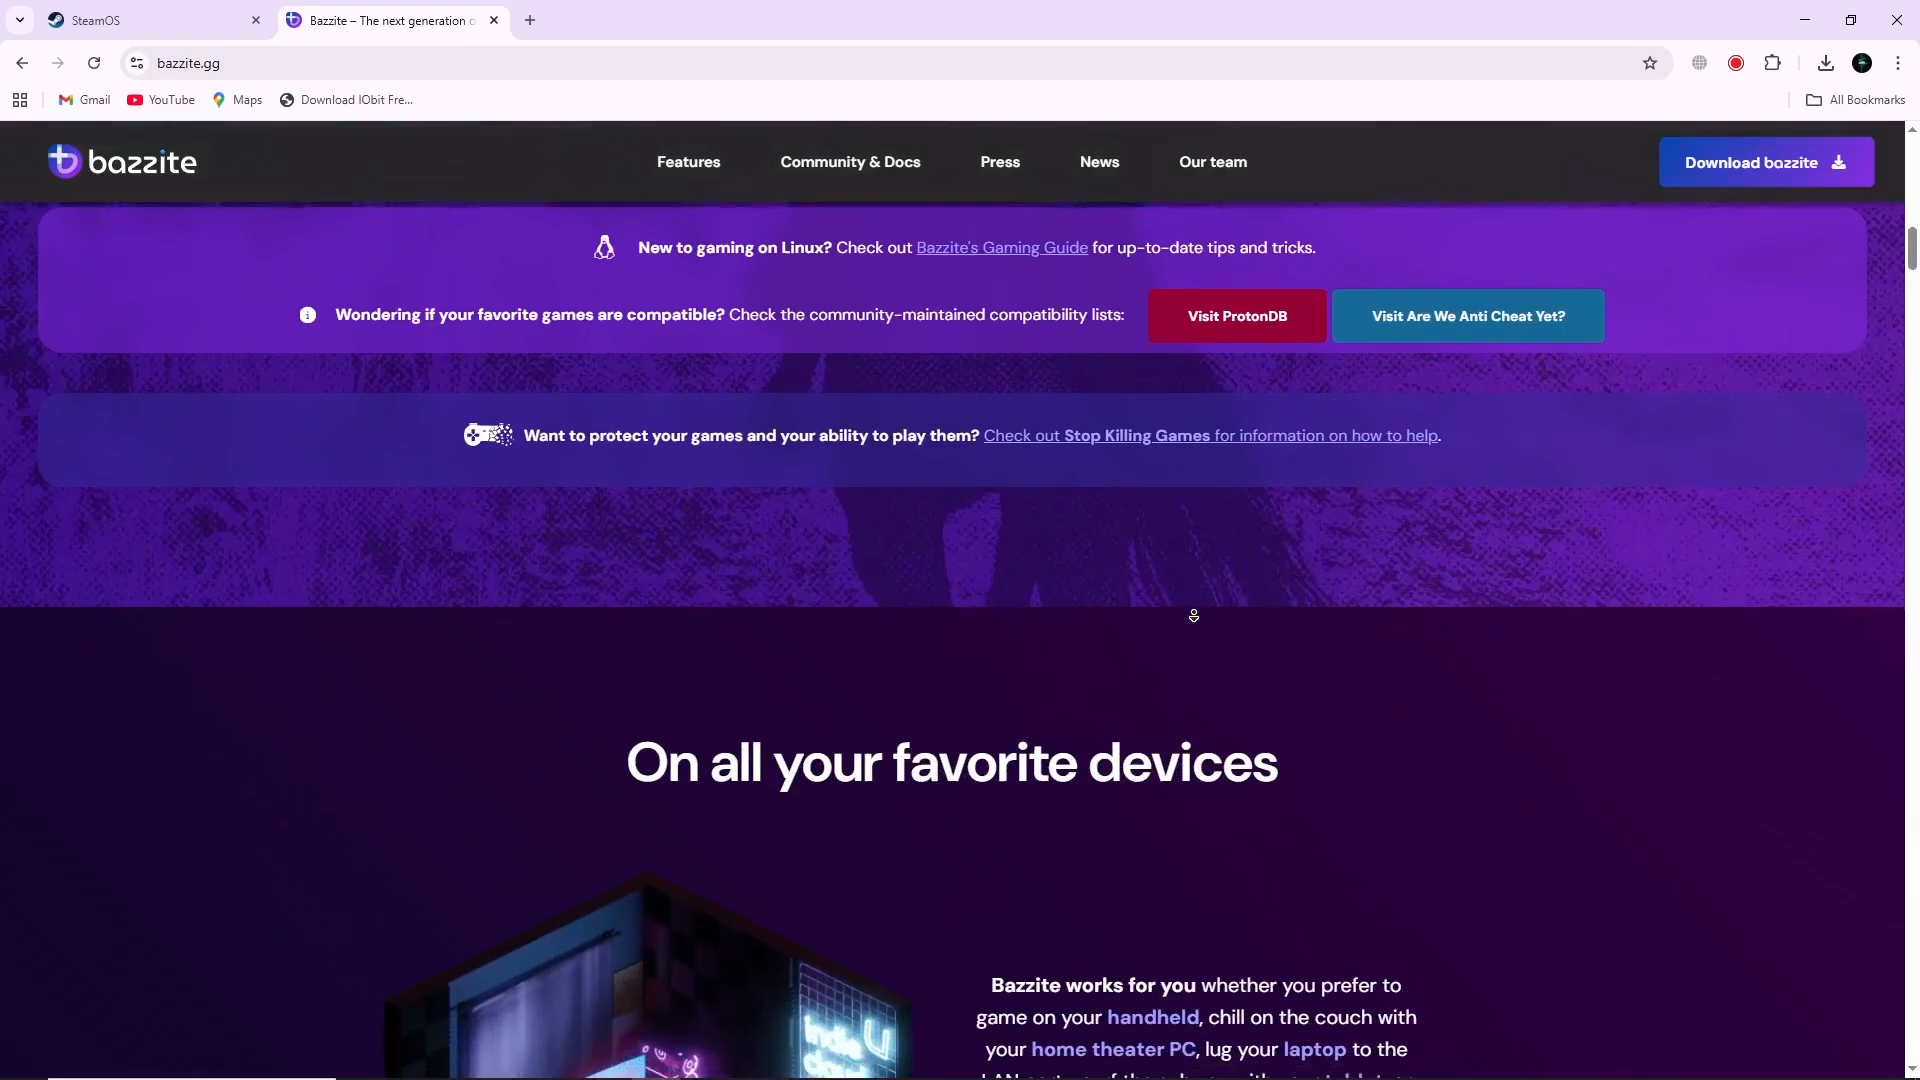 SteamOS
Bazzite – The next generation o
bazzite.gg
Gmail
YouTube
Maps
Download IObit Fre...
All Bookmarks
bazzite
Features
Community & Docs
Press
News
Our team
Download bazzite
New to gaming on Linux? Check out Bazzite's Gaming Guide for up-to-date tips and tricks.
Wondering if your favorite games are compatible? Check the community-maintained compatibility lists:
Visit ProtonDB
Visit Are We Anti Cheat Yet?
Want to protect your games and your ability to play them? Check out Stop Killing Games for information on how to help.
On all your favorite devices
Bazzite works for you whether you prefer to
game on your handheld, chill on the couch with
your home theater PC, lug your laptop to the
indie
U